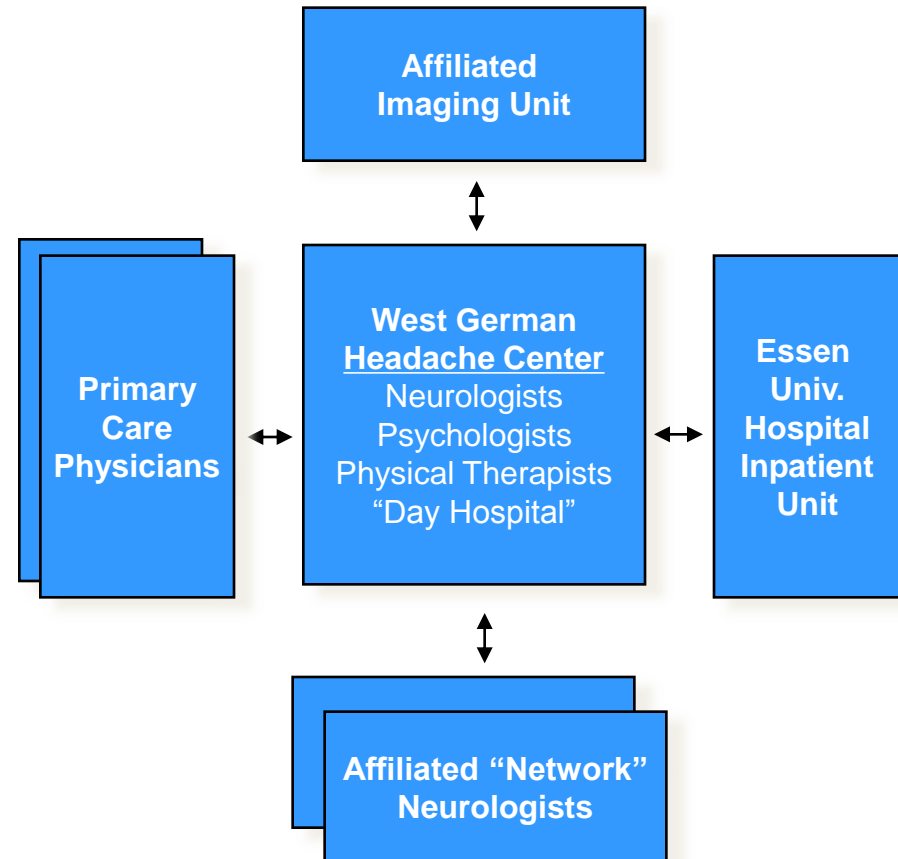 Affiliated
Imaging Unit
Primary
Care
Physicians
West German
Headache Center
Neurologists
Psychologists
Physical Therapists
“Day Hospital”
Essen
Univ.
Hospital
Inpatient
Unit
Affiliated “Network”
Neurologists